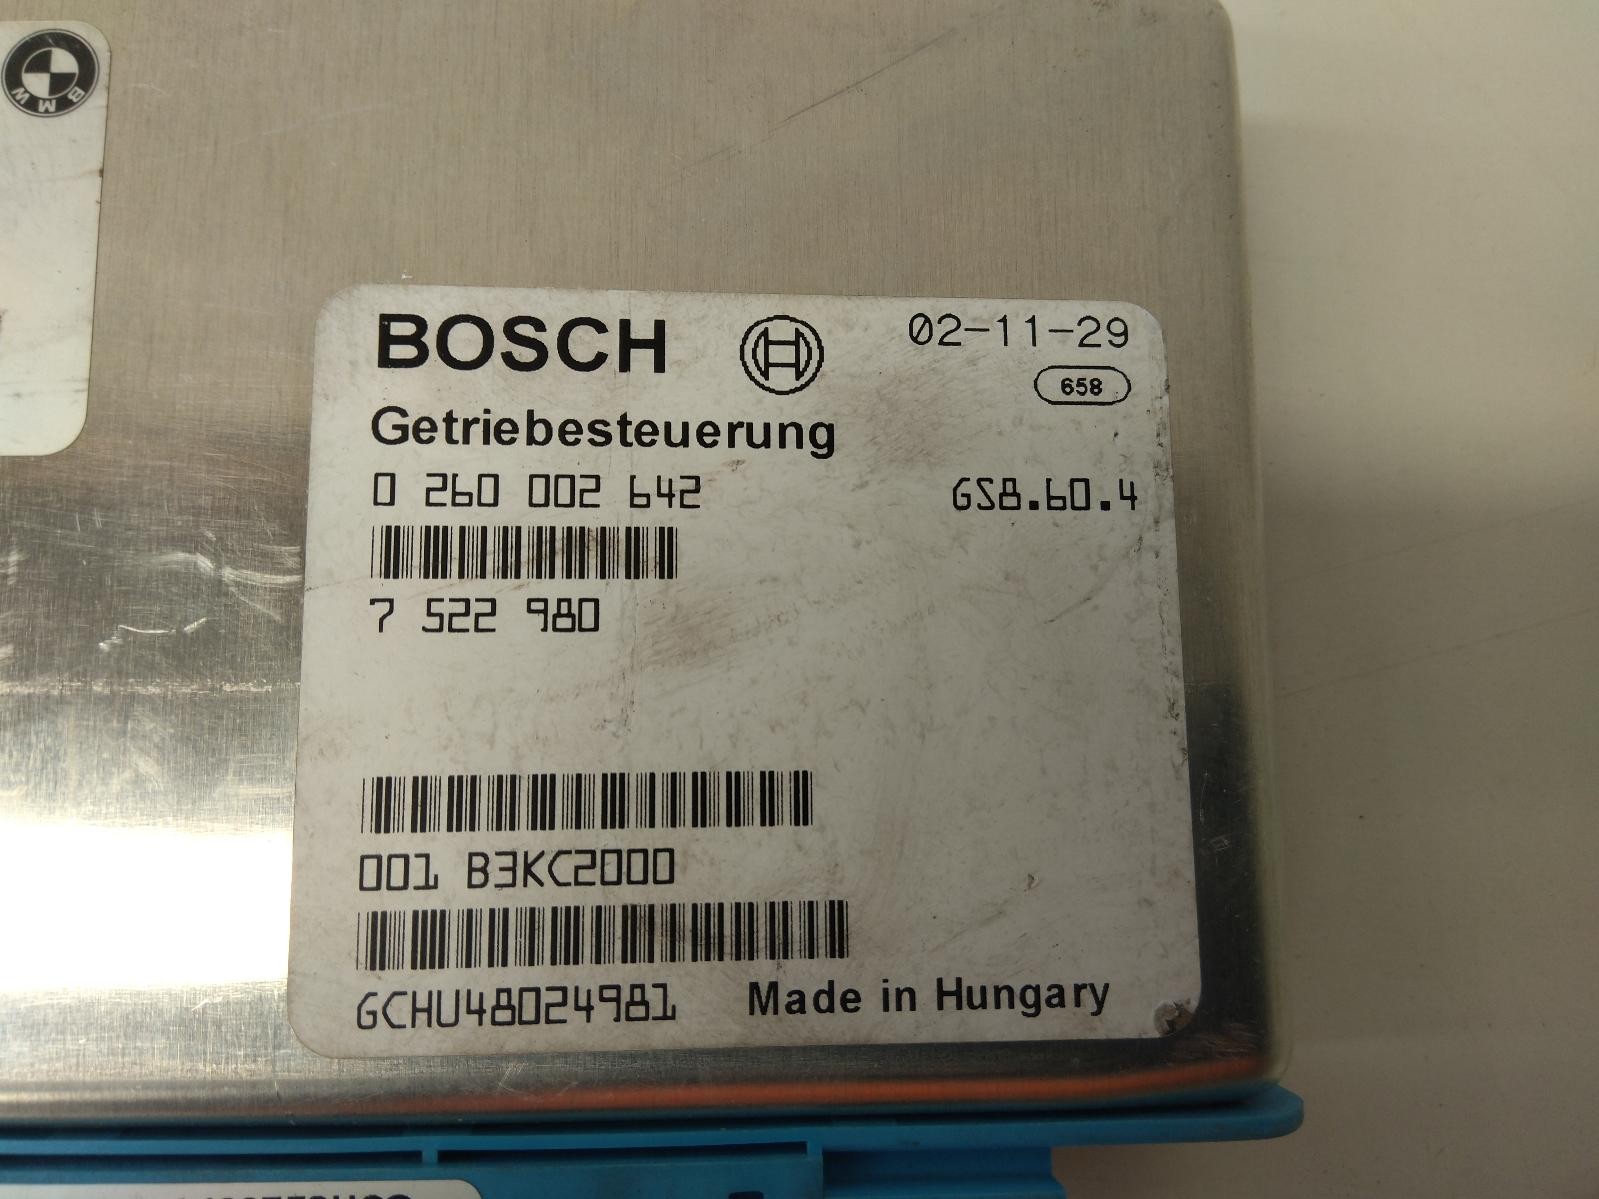 BMW
BOSCH
02-11-29
658
Getriebesteuerung
0 260 002 642
GS8.60.4
7 522 980
001 B3KC2000
GCHU48024981
Made in Hungary